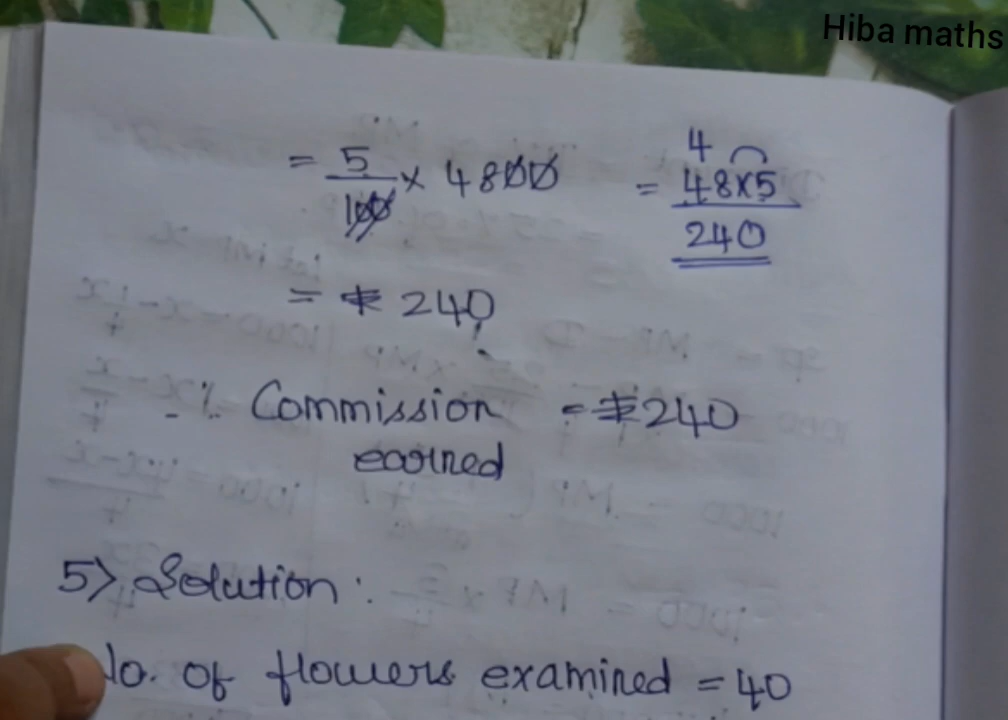 Hiba maths
= 5/100 × 4800
= 4
48×5
240
= ₹ 240
∴ Commission = ₹240
earned
5) Solution :
No. of flowers examined = 40